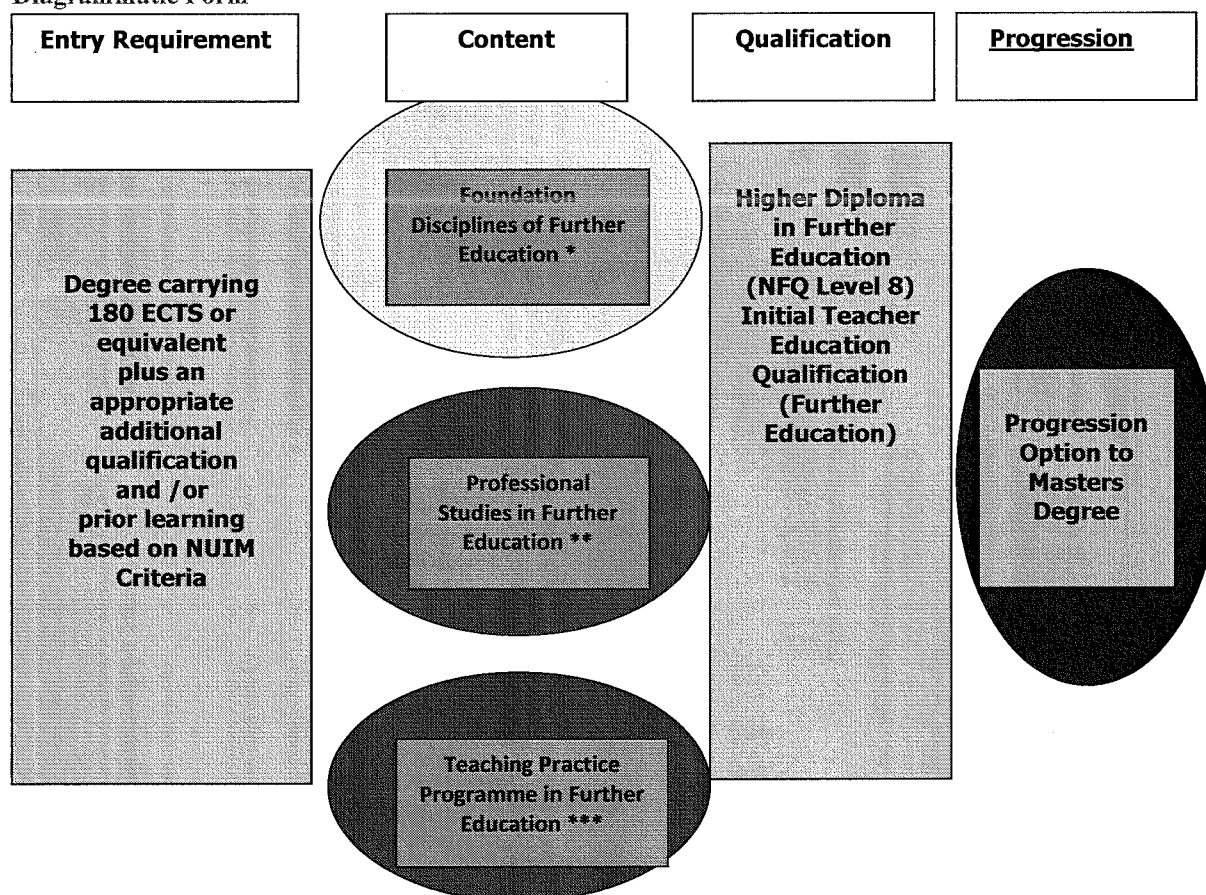 Diagrammatic Form
Entry Requirement
Content
Qualification
Progression
Degree carrying
180 ECTS or
equivalent
plus an
appropriate
additional
qualification
and /or
prior learning
based on NUIM
Criteria
Foundation
Disciplines of Further
Education *
Professional
Studies in Further
Education **
Teaching Practice
Programme in Further
Education ***
Higher Diploma
in Further
Education
(NFQ Level 8)
Initial Teacher
Education
Qualification
(Further
Education)
Progression
Option to
Masters
Degree